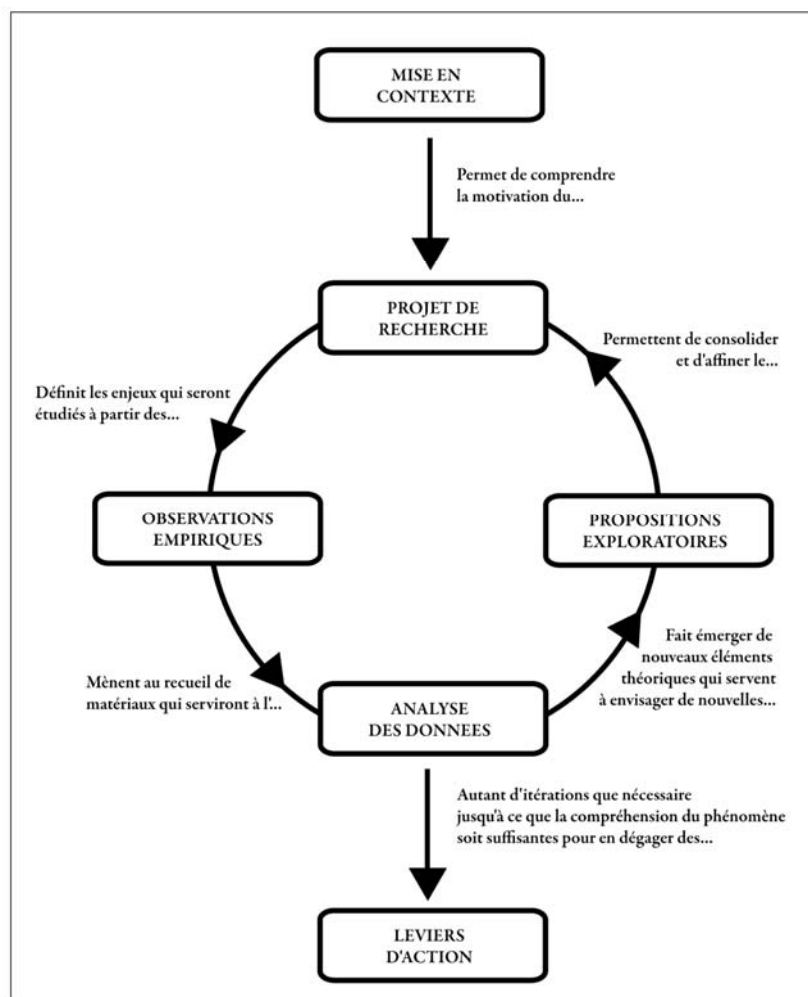 MISE EN
CONTEXTE
Permet de comprendre
la motivation du...
PROJET DE
RECHERCHE
Permettent de consolider
et d'affiner le...
Définit les enjeux qui seront
étudiés à partir des...
OBSERVATIONS
EMPIRIQUES
PROPOSITIONS
EXPLORATOIRES
Mènent au recueil de
matériaux qui serviront à l'...
Fait émerger de
nouveaux éléments
théoriques qui servent
à envisager de nouvelles...
ANALYSE
DES DONNEES
Autant d'itérations que nécessaire
jusqu'à ce que la compréhension du phénomène
soit suffisantes pour en dégager des...
LEVIERS
D'ACTION